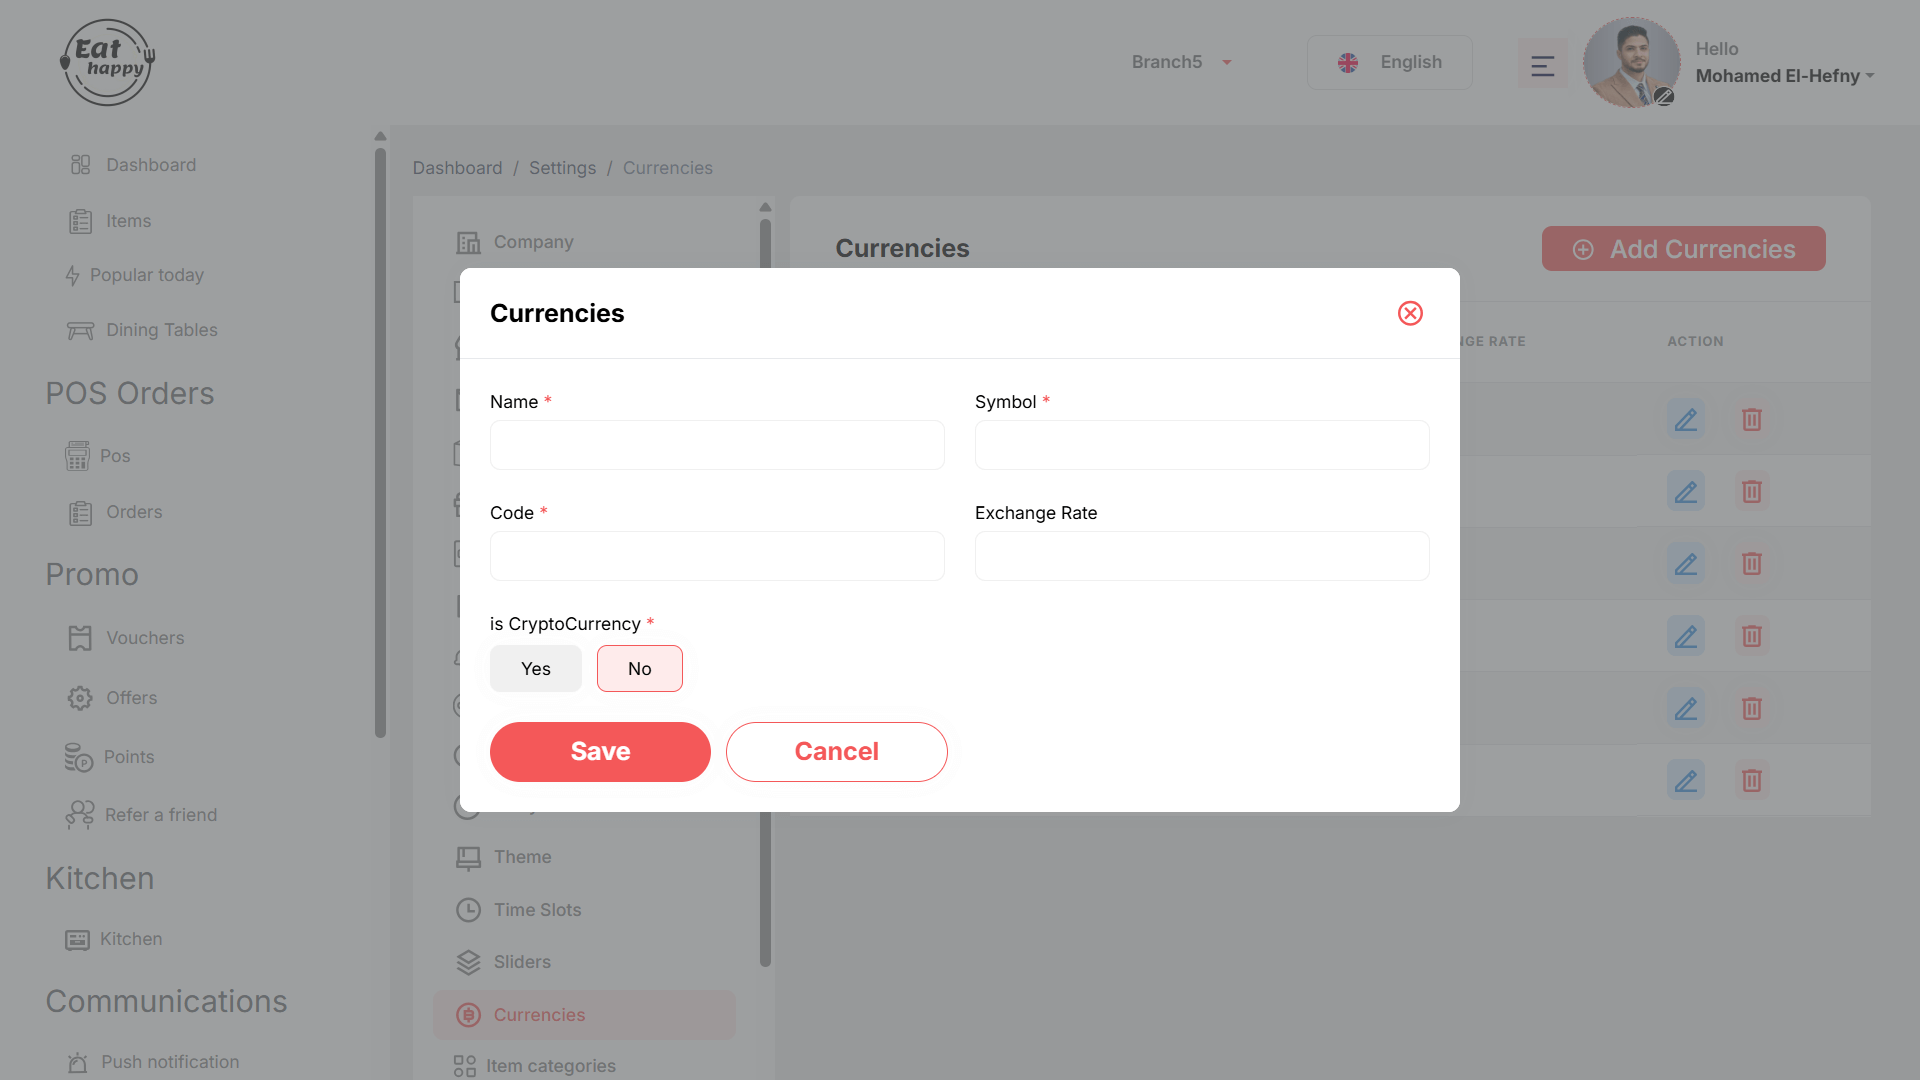 Eat
happy
Branch5
English
Hello
Mohamed El-Hefny
Dashboard
Items
Popular today
Dining Tables
POS Orders
Pos
Orders
Promo
Vouchers
Offers
Points
Refer a friend
Kitchen
Kitchen
Communications
Push notification
Dashboard / Settings / Currencies
Company
Theme
Time Slots
Sliders
Currencies
Item categories
Currencies
Add Currencies
RATE
ACTION
Currencies
Name *
Symbol *
Code *
Exchange Rate
is CryptoCurrency *
Yes
No
Save
Cancel